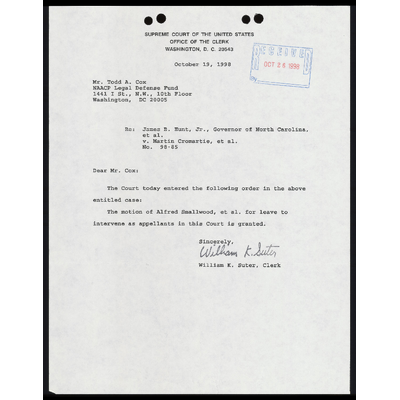 SUPREME COURT OF THE UNITED STATES
OFFICE OF THE CLERK
WASHINGTON, D. C. 20543
October 19, 1998
OCT 26 1998
Mr. Todd A. Cox
NAACP Legal Defense Fund
1441 I St., N.W., 10th Floor
Washington, DC 20005
Re: James B. Hunt, Jr., Governor of North Carolina,
et al.
v. Martin Cromartie, et al.
No. 98-85
Dear Mr. Cox:
The Court today entered the following order in the above
entitled case:
The motion of Alfred Smallwood, et al. for leave to
intervene as appellants in this Court is granted.
Sincerely,
William K. Suter
William K. Suter, Clerk